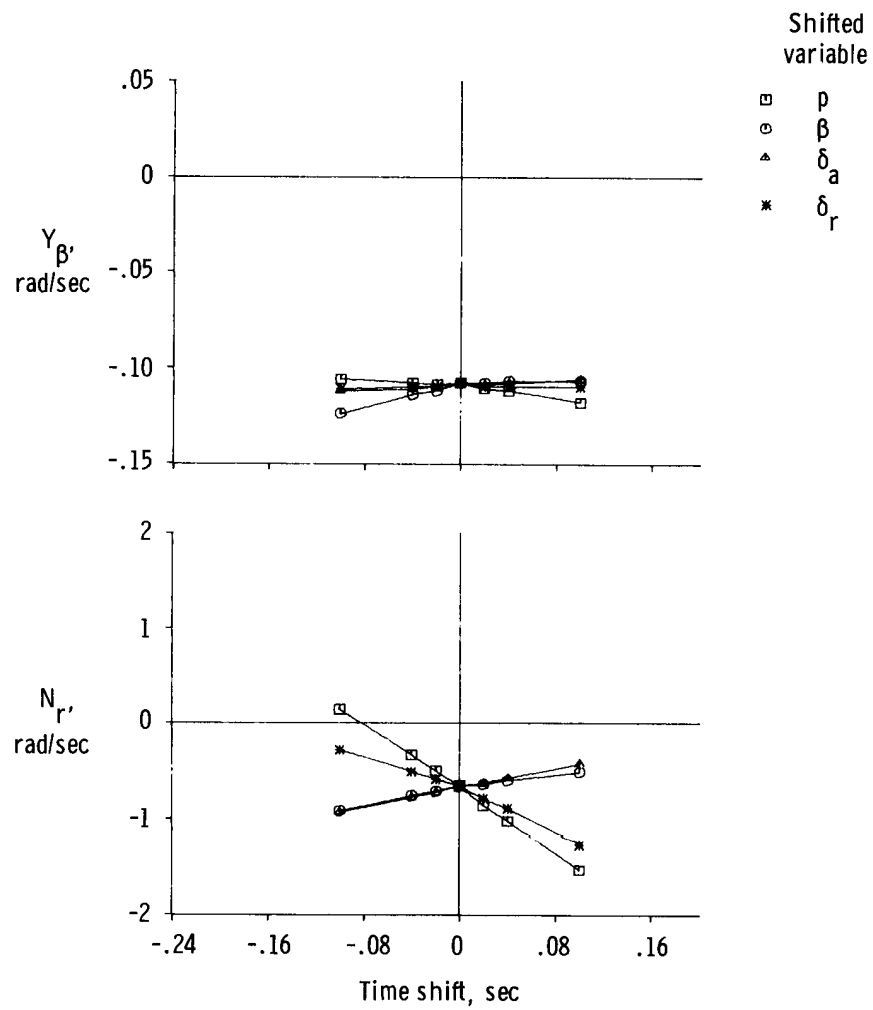 Shifted
variable
p
β
δa
δr
.05
0
-.05
-.10
-.15
Yβ,
rad/sec
2
1
0
-1
-2
Nr,
rad/sec
-.24 -.16 -.08 0 .08 .16
Time shift, sec